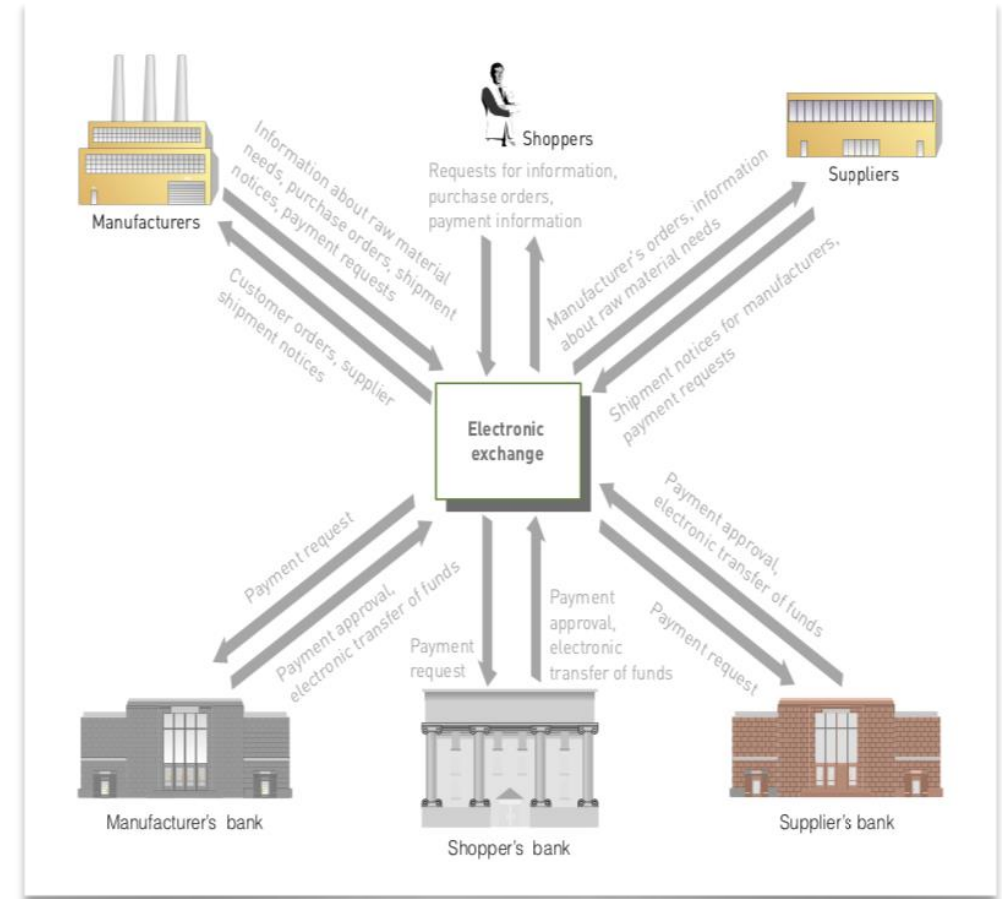 Manufacturers
Information about raw material
needs, purchase orders, shipment
notices, payment requests
Customer orders, supplier
shipment notices
Shoppers
Requests for information,
purchase orders,
payment information
Suppliers
Manufacturer's orders, information
about raw material needs
Shipment notices for manufacturers,
payment requests
Electronic
exchange
Payment request
Payment approval,
electronic transfer of funds
Payment
request
Payment
approval,
electronic
transfer of funds
Payment approval,
electronic transfer of funds
Payment request
Manufacturer's bank
Shopper's bank
Supplier's bank